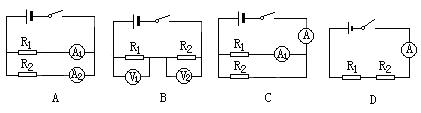 R₁ A₁
R₂ A₂
A
R₁ R₂
V₁ V₂
B
A
R₁ A₁
R₂
C
A
R₁ R₂
D